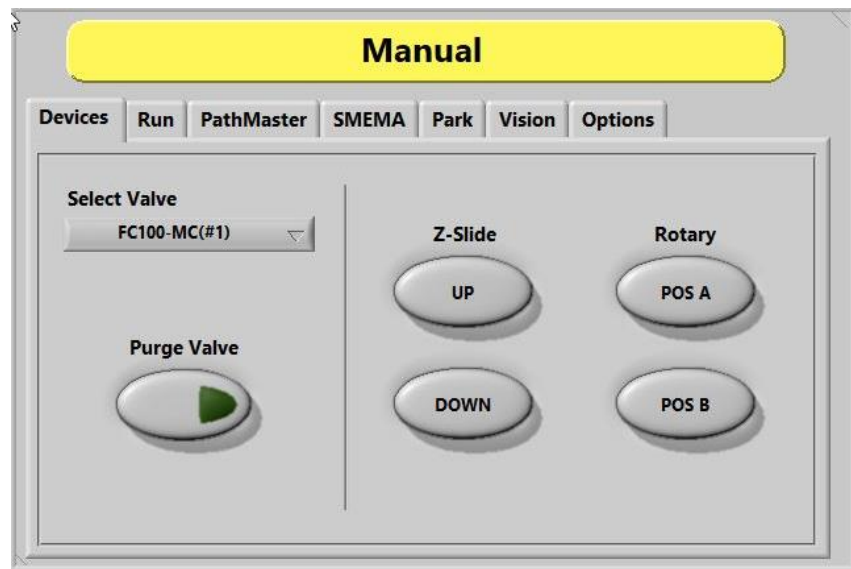 Manual
Devices Run PathMaster SMEMA Park Vision Options
Select Valve
FC100-MC(#1)
Purge Valve
Z-Slide Rotary
UP POS A
DOWN POS B